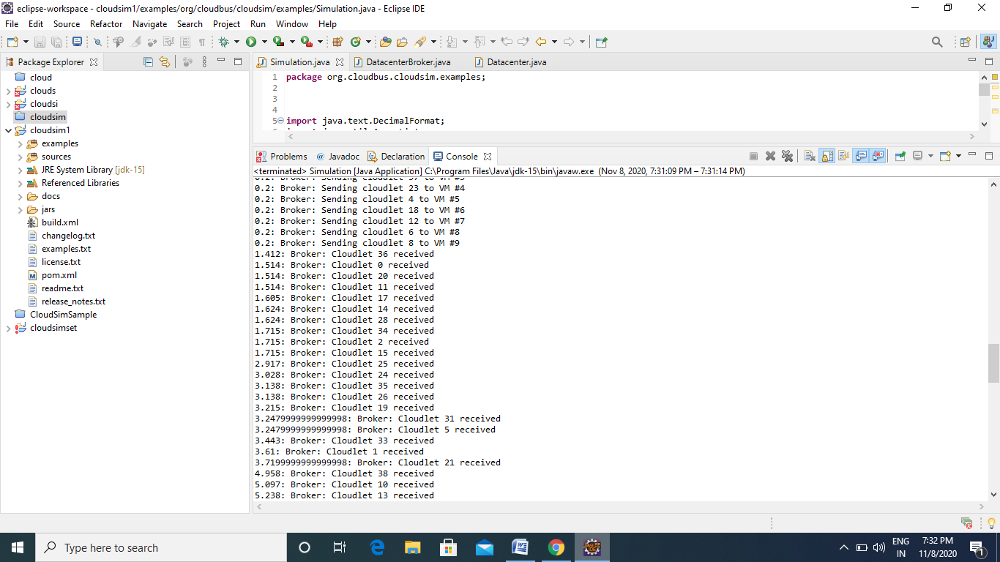 eclipse-workspace - cloudsim1/examples/org/cloudbus/cloudsim/examples/Simulation.java - Eclipse IDE
File Edit Source Refactor Navigate Search Project Run Window Help
Package Explorer
cloud
clouds
cloudsi
cloudsim
cloudsim1
examples
sources
JRE System Library [jdk-15]
Referenced Libraries
docs
jars
build.xml
changelog.txt
examples.txt
license.txt
pom.xml
readme.txt
release_notes.txt
CloudSimSample
cloudsimset
Simulation.java DatacenterBroker.java Datacenter.java
1 package org.cloudbus.cloudsim.examples;
2
3
4
5 import java.text.DecimalFormat;
Problems @ Javadoc Declaration Console
<terminated> Simulation [Java Application] C:\Program Files\Java\jdk-15\bin\javaw.exe (Nov 8, 2020, 7:31:09 PM – 7:31:14 PM)
0.2: Broker: Sending cloudlet 37 to VM #3
0.2: Broker: Sending cloudlet 23 to VM #4
0.2: Broker: Sending cloudlet 4 to VM #5
0.2: Broker: Sending cloudlet 18 to VM #6
0.2: Broker: Sending cloudlet 12 to VM #7
0.2: Broker: Sending cloudlet 6 to VM #8
0.2: Broker: Sending cloudlet 8 to VM #9
1.412: Broker: Cloudlet 36 received
1.514: Broker: Cloudlet 0 received
1.514: Broker: Cloudlet 20 received
1.514: Broker: Cloudlet 11 received
1.605: Broker: Cloudlet 17 received
1.624: Broker: Cloudlet 14 received
1.624: Broker: Cloudlet 28 received
1.715: Broker: Cloudlet 34 received
1.715: Broker: Cloudlet 2 received
1.715: Broker: Cloudlet 15 received
2.917: Broker: Cloudlet 25 received
3.028: Broker: Cloudlet 24 received
3.138: Broker: Cloudlet 35 received
3.138: Broker: Cloudlet 26 received
3.215: Broker: Cloudlet 19 received
3.2479999999999998: Broker: Cloudlet 31 received
3.2479999999999998: Broker: Cloudlet 5 received
3.443: Broker: Cloudlet 33 received
3.61: Broker: Cloudlet 1 received
3.7199999999999998: Broker: Cloudlet 21 received
4.958: Broker: Cloudlet 38 received
5.097: Broker: Cloudlet 10 received
5.238: Broker: Cloudlet 13 received
Type here to search
ENG
IN
7:32 PM
11/8/2020
1